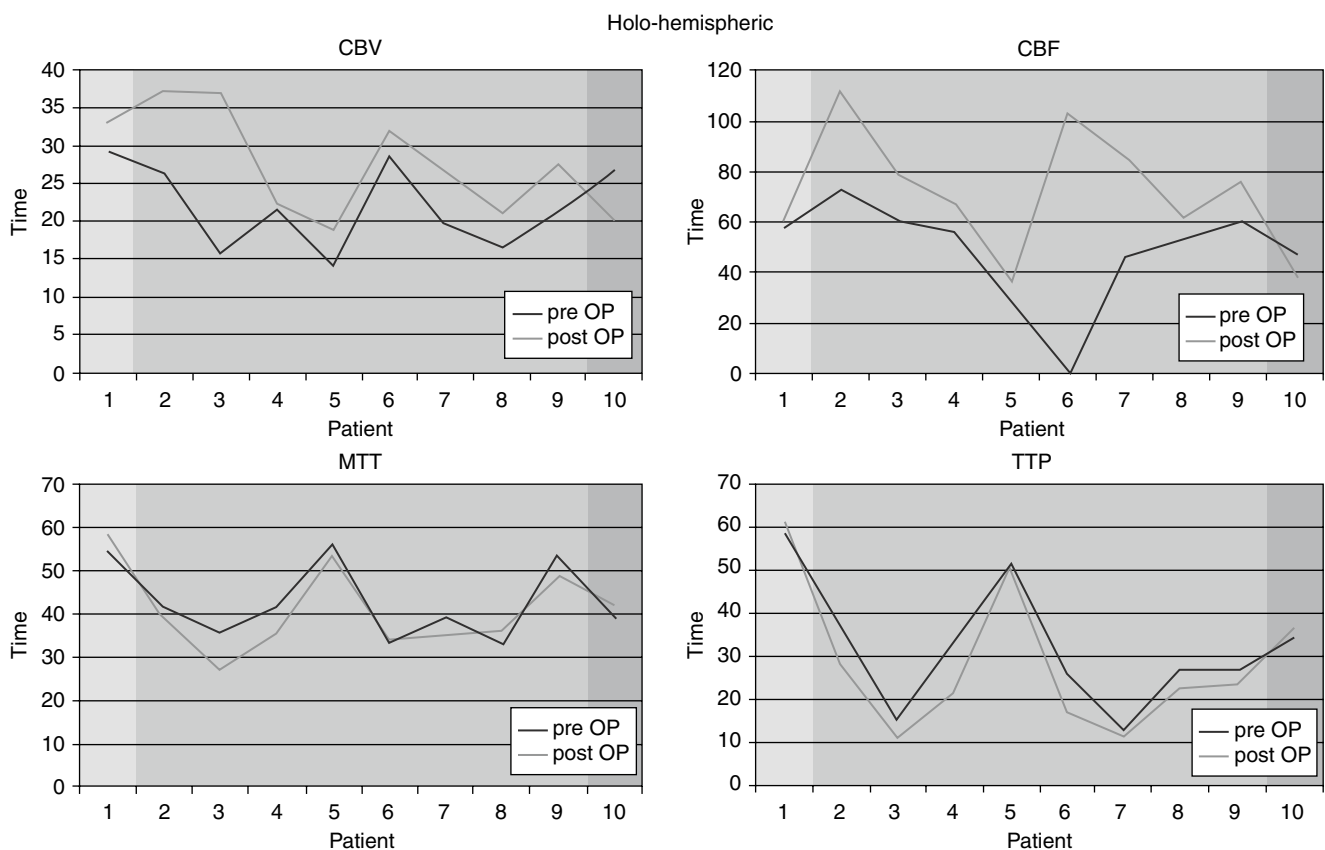 Holo-hemispheric
CBV
40
35
30
25
20
15
10
5
0
Time
pre OP
post OP
1 2 3 4 5 6 7 8 9 10
Patient
CBF
120
100
80
60
40
20
0
Time
pre OP
post OP
1 2 3 4 5 6 7 8 9 10
Patient
MTT
70
60
50
40
30
20
10
0
Time
pre OP
post OP
1 2 3 4 5 6 7 8 9 10
Patient
TTP
70
60
50
40
30
20
10
0
Time
pre OP
post OP
1 2 3 4 5 6 7 8 9 10
Patient